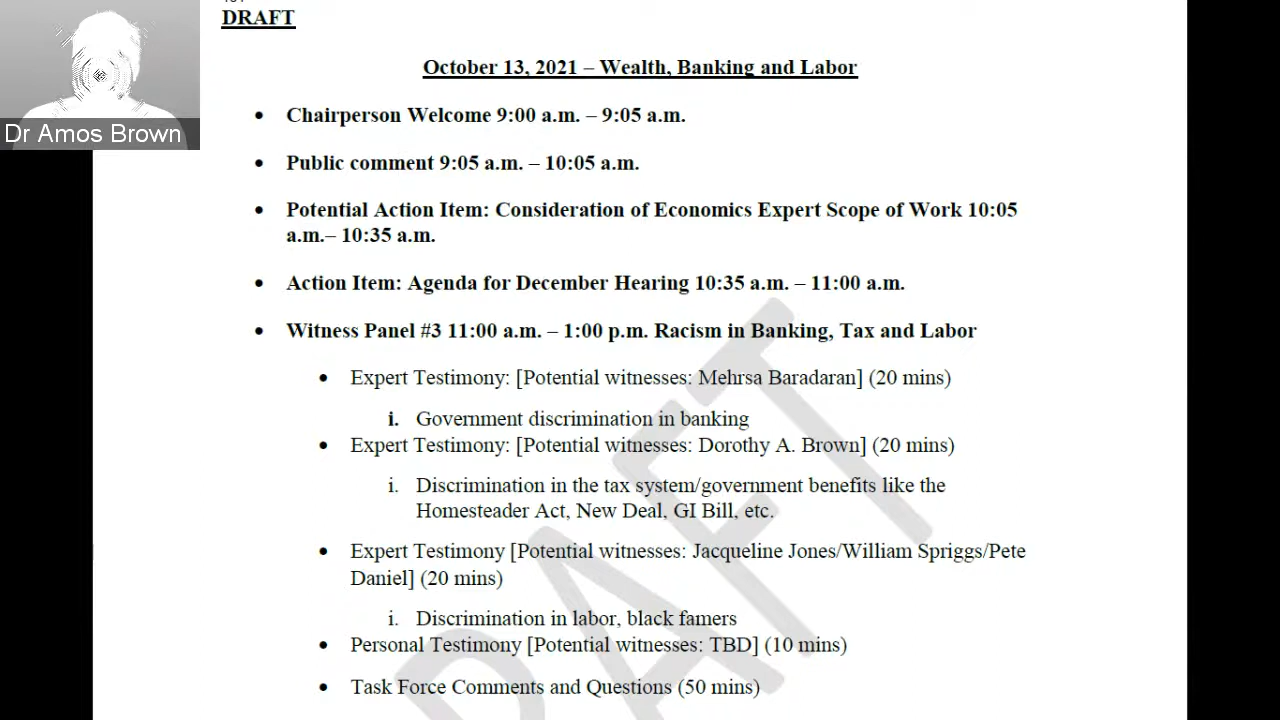 DRAFT
Dr Amos Brown
October 13, 2021 – Wealth, Banking and Labor
• Chairperson Welcome 9:00 a.m. – 9:05 a.m.
• Public comment 9:05 a.m. – 10:05 a.m.
• Potential Action Item: Consideration of Economics Expert Scope of Work 10:05
a.m.– 10:35 a.m.
• Action Item: Agenda for December Hearing 10:35 a.m. – 11:00 a.m.
• Witness Panel #3 11:00 a.m. – 1:00 p.m. Racism in Banking, Tax and Labor
• Expert Testimony: [Potential witnesses: Mehrsa Baradaran] (20 mins)
i. Government discrimination in banking
• Expert Testimony: [Potential witnesses: Dorothy A. Brown] (20 mins)
i. Discrimination in the tax system/government benefits like the
Homesteader Act, New Deal, GI Bill, etc.
• Expert Testimony [Potential witnesses: Jacqueline Jones/William Spriggs/Pete
Daniel] (20 mins)
i. Discrimination in labor, black famers
• Personal Testimony [Potential witnesses: TBD] (10 mins)
• Task Force Comments and Questions (50 mins)
DRAFT